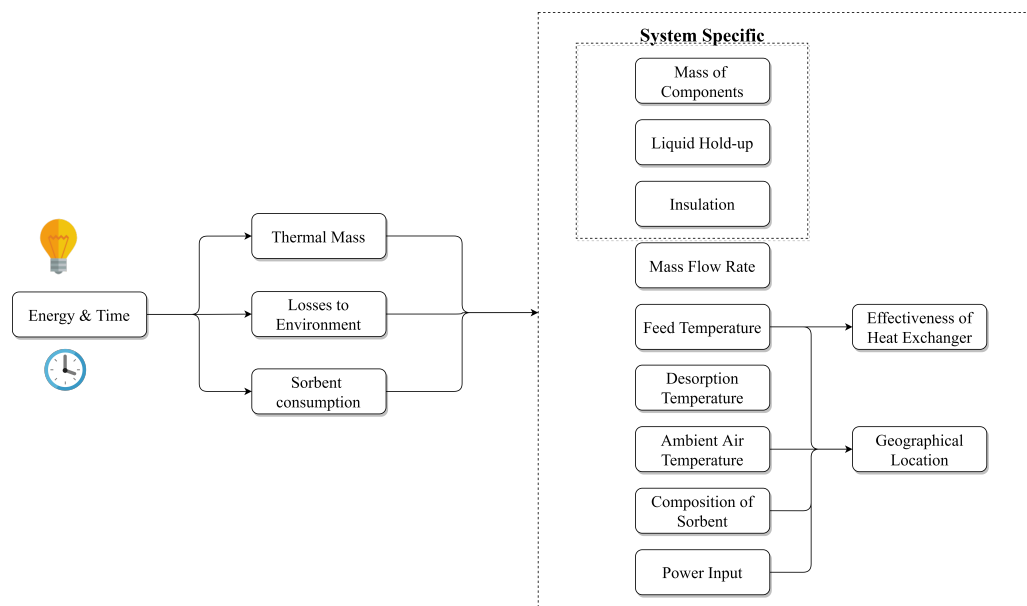 System Specific
Mass of
Components
Liquid Hold-up
Insulation
Thermal Mass
Mass Flow Rate
Energy & Time
Losses to
Environment
Feed Temperature
Effectiveness of
Heat Exchanger
Sorbent
consumption
Desorption
Temperature
Ambient Air
Temperature
Geographical
Location
Composition of
Sorbent
Power Input